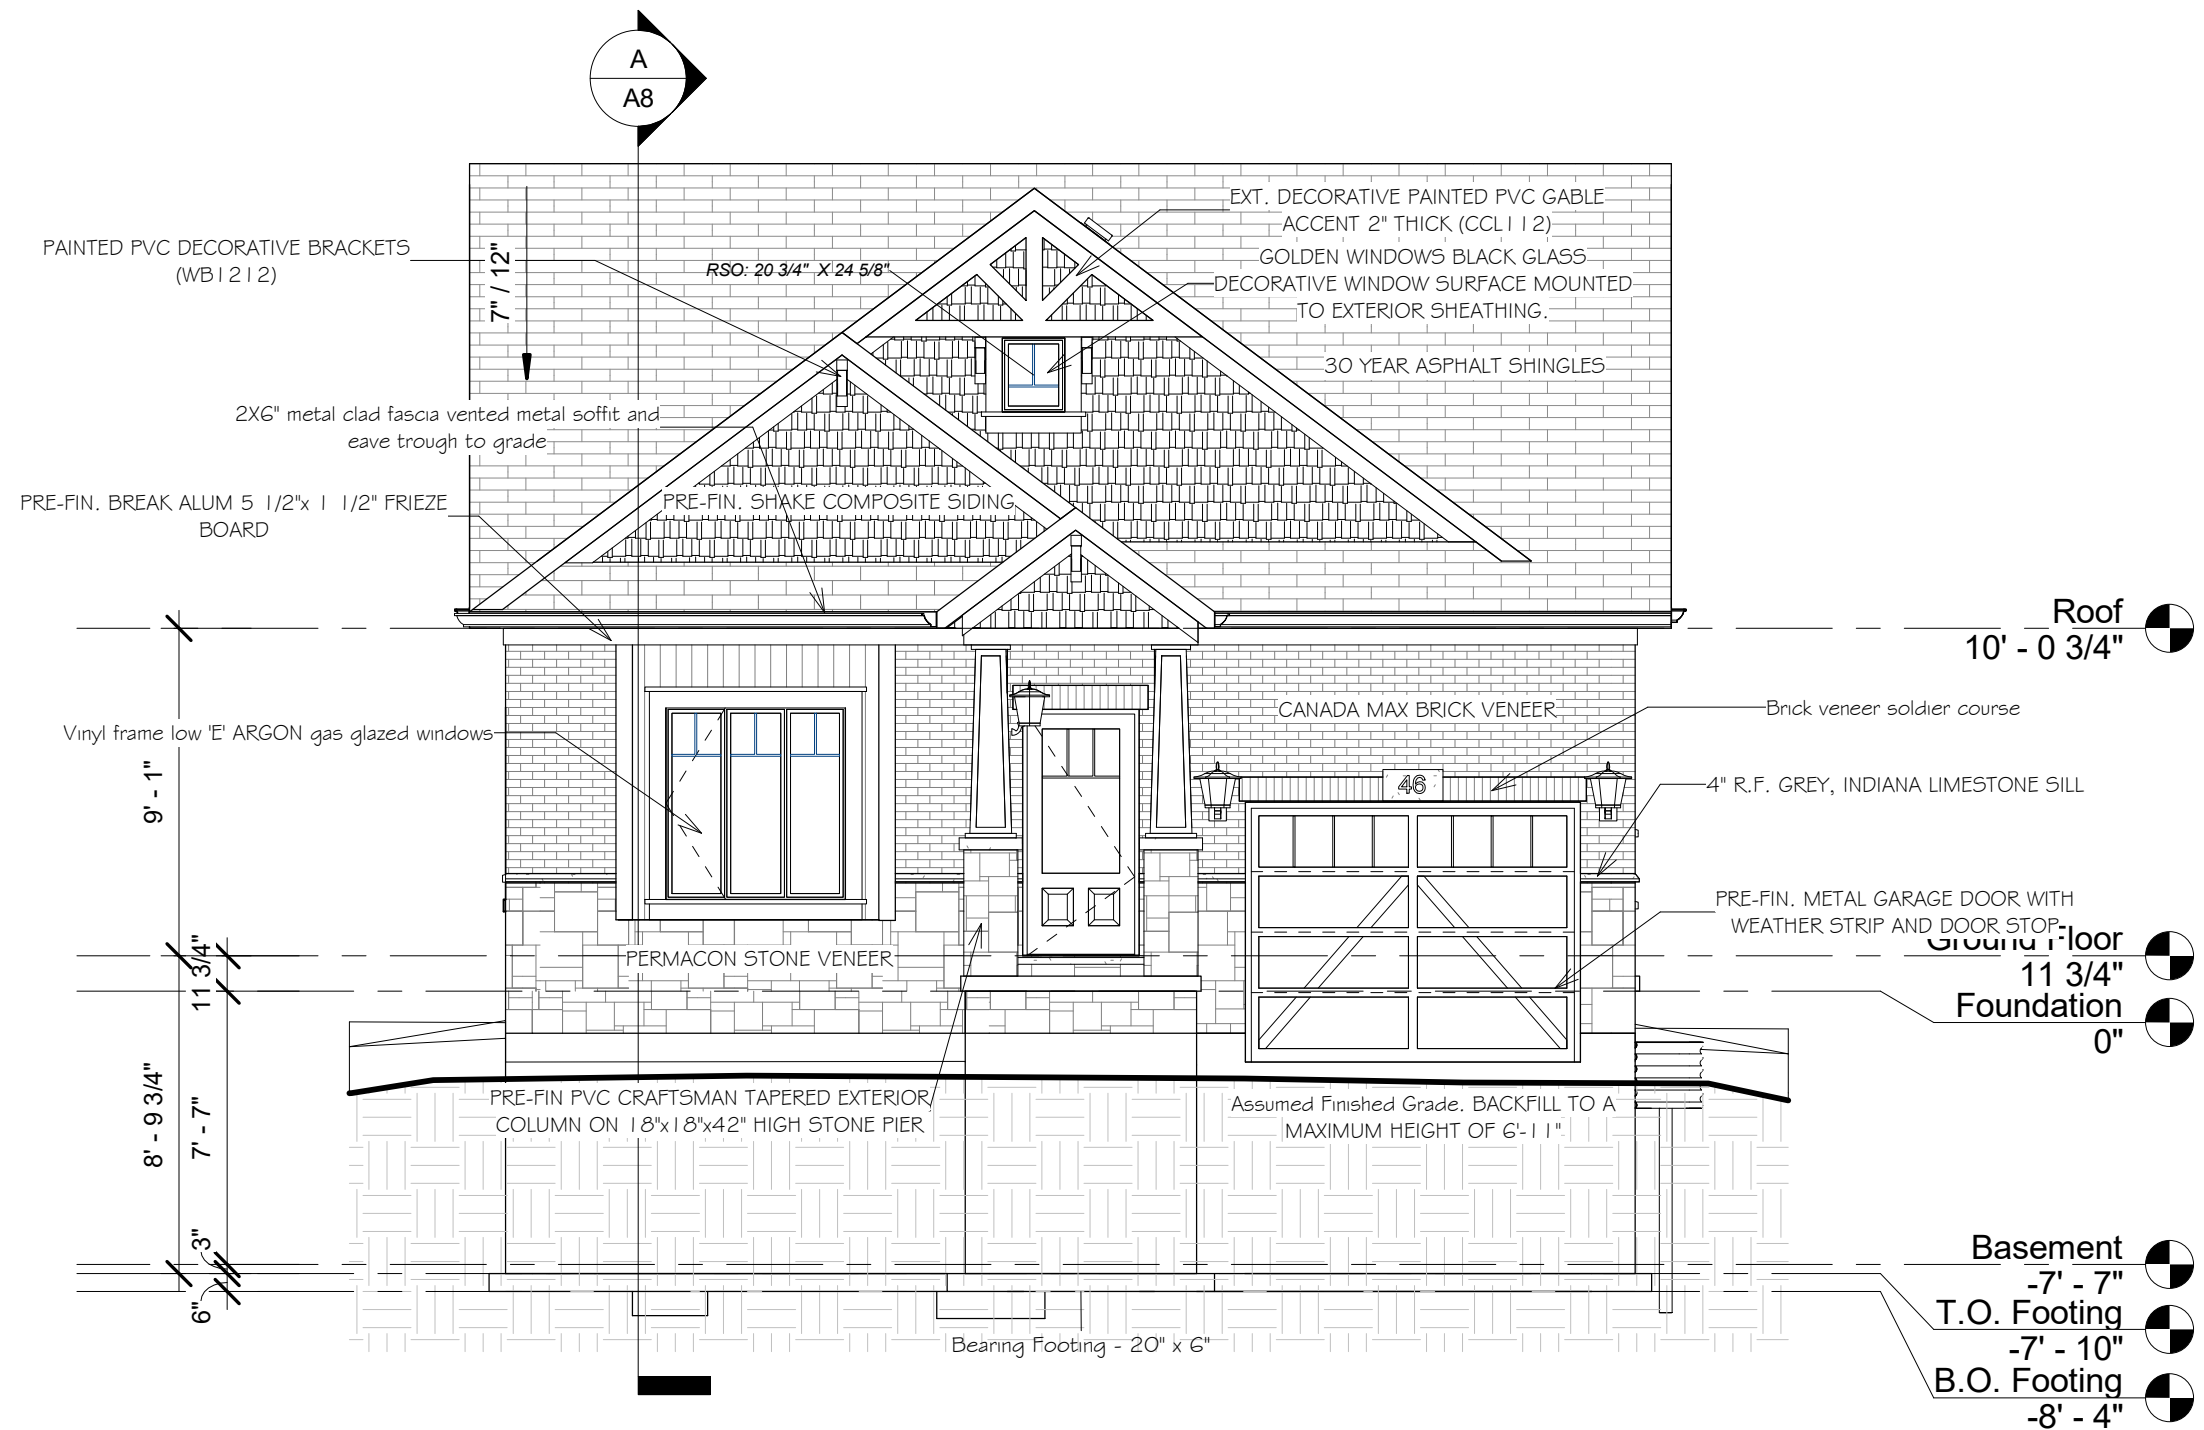 A
A8
EXT. DECORATIVE PAINTED PVC GABLE
ACCENT 2" THICK (CCL112)
PAINTED PVC DECORATIVE BRACKETS
(WB1212)
7" / 12"
RSO: 20 3/4" X 24 5/8"
GOLDEN WINDOWS BLACK GLASS
DECORATIVE WINDOW SURFACE MOUNTED
TO EXTERIOR SHEATHING.
30 YEAR ASPHALT SHINGLES
2X6" metal clad fascia vented metal soffit and
eave trough to grade
PRE-FIN. BREAK ALUM 5 1/2"x 1 1/2" FRIEZE
BOARD
PRE-FIN. SHAKE COMPOSITE SIDING
Roof
10' - 0 3/4"
CANADA MAX BRICK VENEER
Brick veneer soldier course
Vinyl frame low 'E' ARGON gas glazed windows
9' - 1"
46
4" R.F. GREY, INDIANA LIMESTONE SILL
PRE-FIN. METAL GARAGE DOOR WITH
WEATHER STRIP AND DOOR STOP.
Ground Floor
11 3/4"
11 3/4"
PERMACON STONE VENEER
Foundation
0"
8' - 9 3/4"
7' - 7"
PRE-FIN PVC CRAFTSMAN TAPERED EXTERIOR
COLUMN ON 18"x18"x42" HIGH STONE PIER
Assumed Finished Grade. BACKFILL TO A
MAXIMUM HEIGHT OF 6'-11"
3"
6"
Basement
-7' - 7"
T.O. Footing
-7' - 10"
Bearing Footing - 20" x 6"
B.O. Footing
-8' - 4"